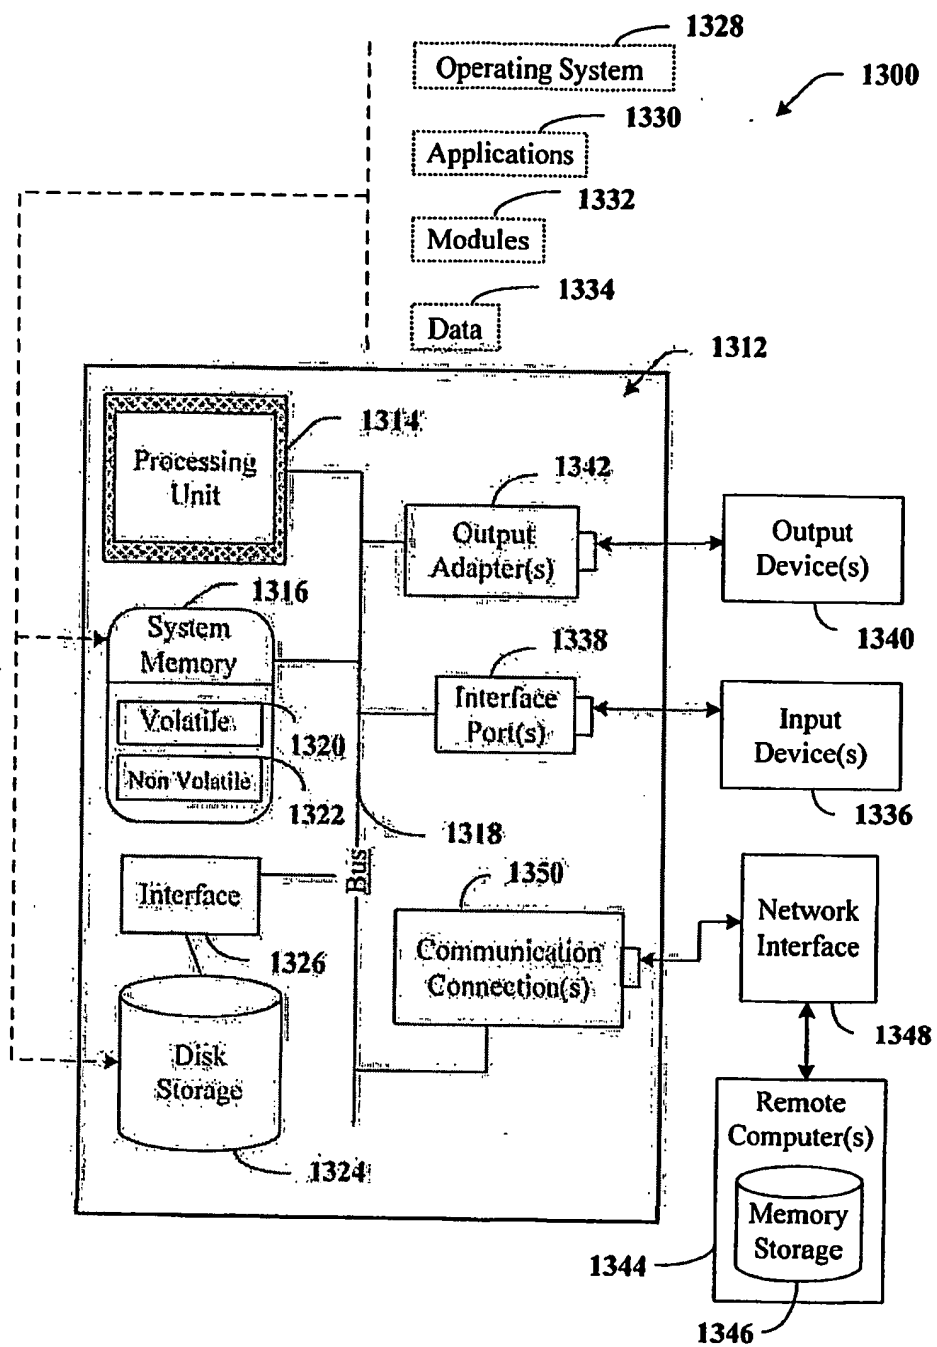 1328
Operating System
1300
1330
Applications
1332
Modules
1334
Data
1312
1314
Processing
Unit
1342
Output
Adapter(s)
Output
Device(s)
1340
1316
System
Memory
1338
Interface
Port(s)
Input
Device(s)
1336
Volatile
1320
Non Volatile
1322
1318
Bus
Interface
1326
1350
Communication
Connection(s)
Network
Interface
1348
Disk
Storage
1324
Remote
Computer(s)
Memory
Storage
1344
1346